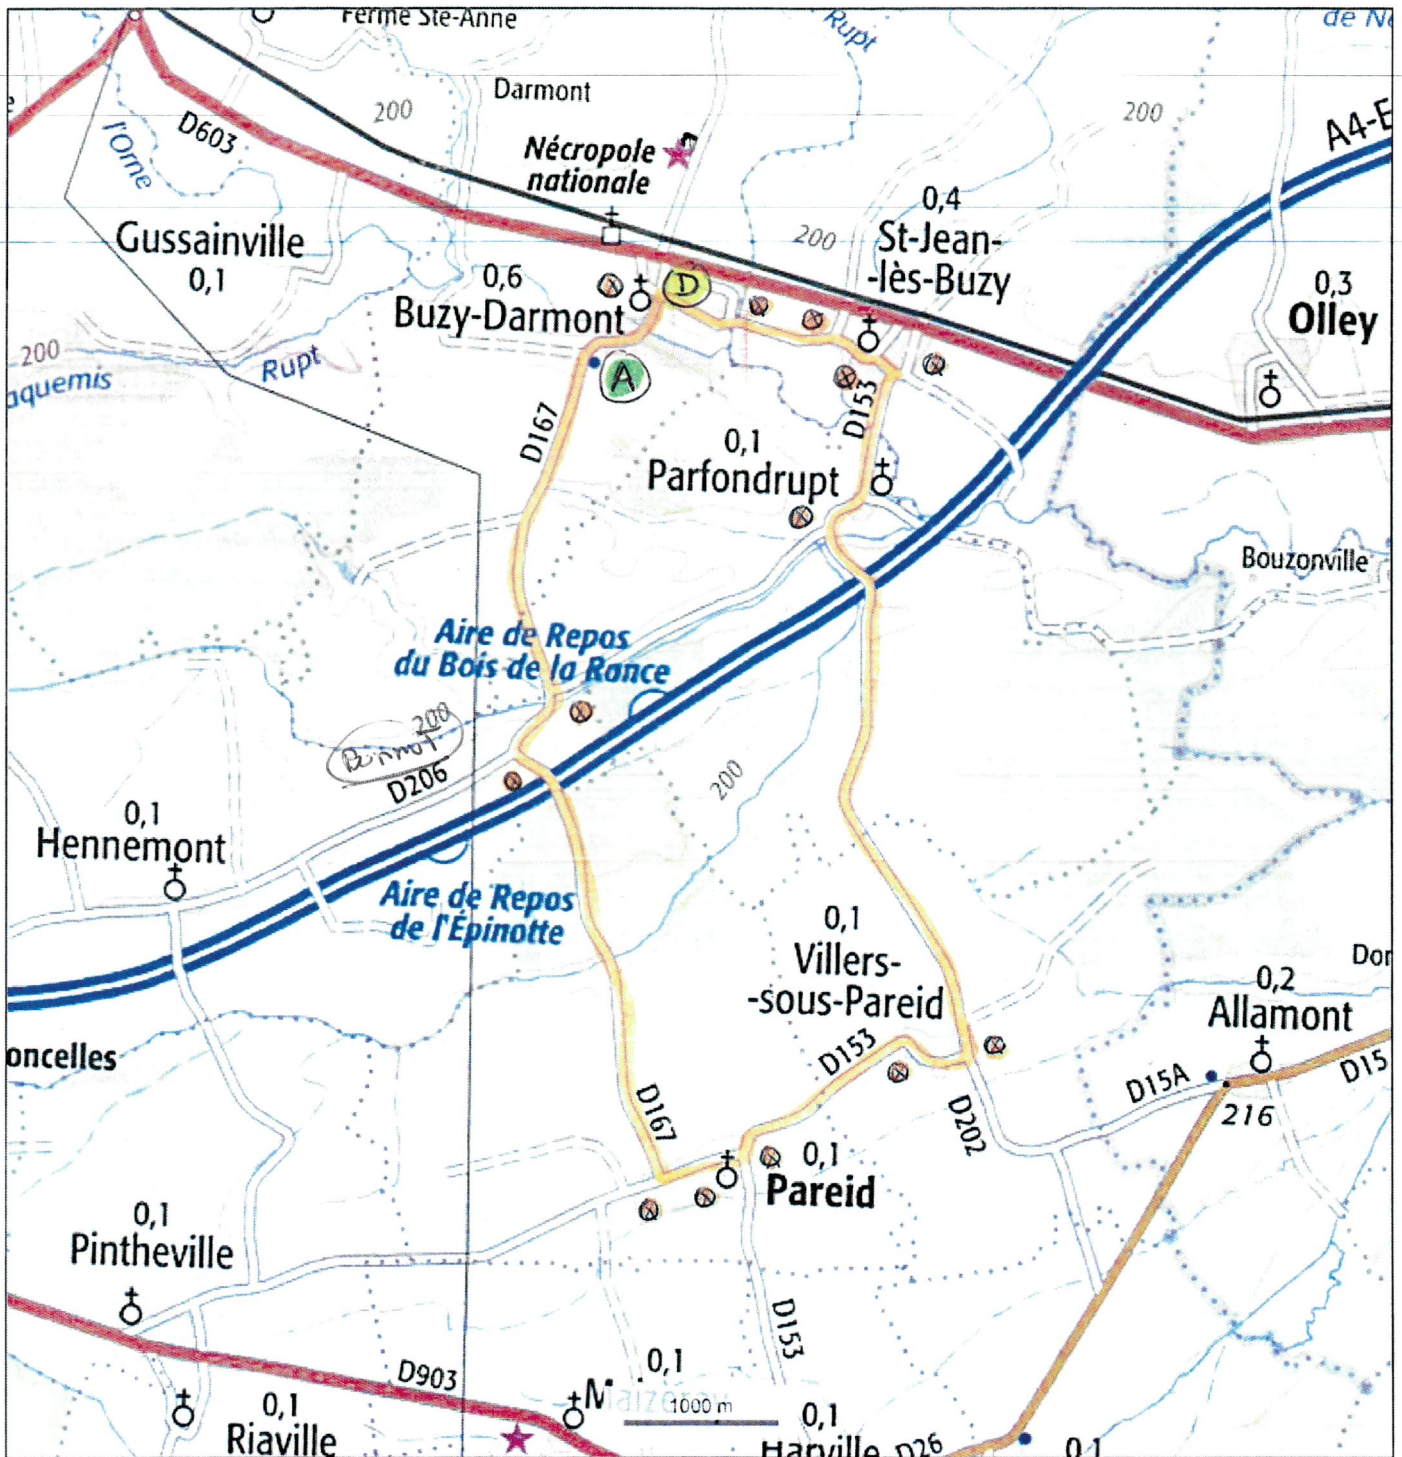 Ferme Ste-Anne
Rupt
de N
Darmont
200
200
A4-E
D603
l'Orne
Nécropole
nationale
0,4
St-Jean-
-lès-Buzy
200
Gussainville
0,1
0,6
Buzy-Darmont
D
0,3
Olley
200
Rupt
aquemis
A
D167
D153
0,1
Parfondrupt
Bouzonville
Aire de Repos
du Bois de la Rance
200
D206
200
0,1
Hennemont
Aire de Repos
de l'Épinotte
0,1
Villers-
-sous-Pareid
Dor
0,2
Allamont
oncelles
D153
D15A
D15
216
D167
D202
0,1
Pareid
0,1
Pintheville
D153
D903
0,1
Maizeray
1000 m
0,1
Riaville
0,1
Harville
D26
0,1